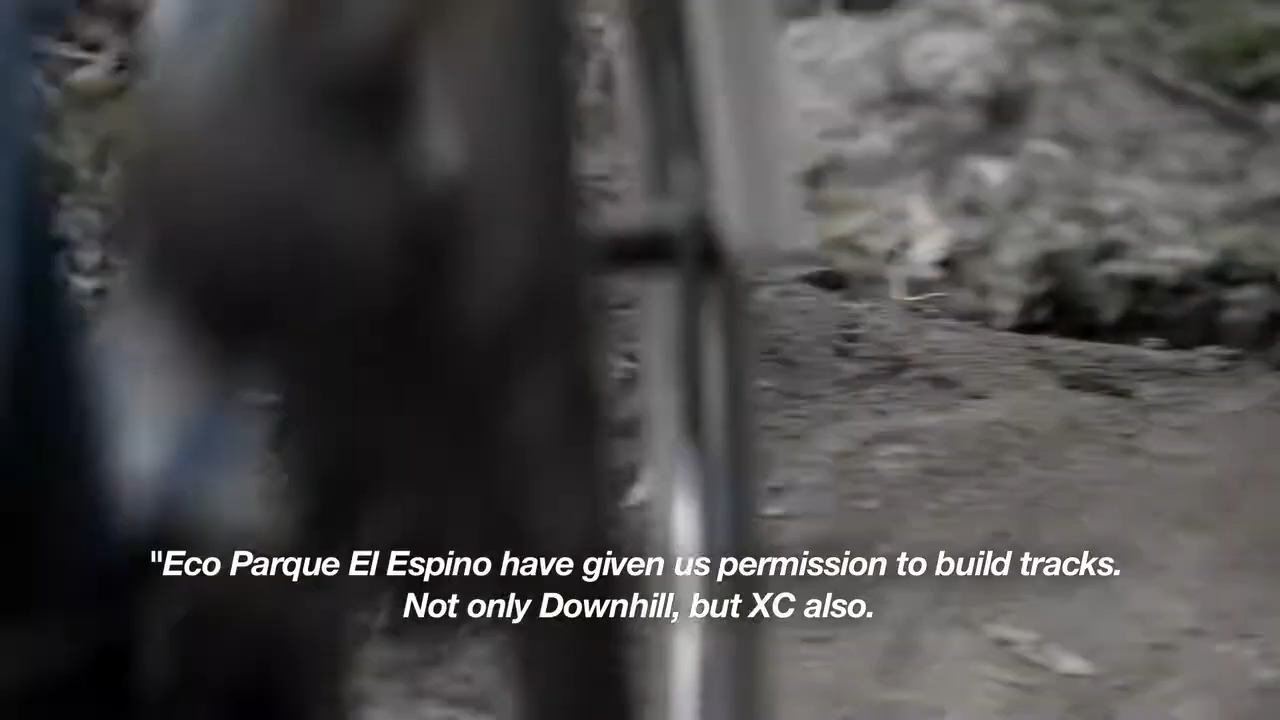 "Eco Parque El Espino have given us permission to build tracks.
Not only Downhill, but XC also.